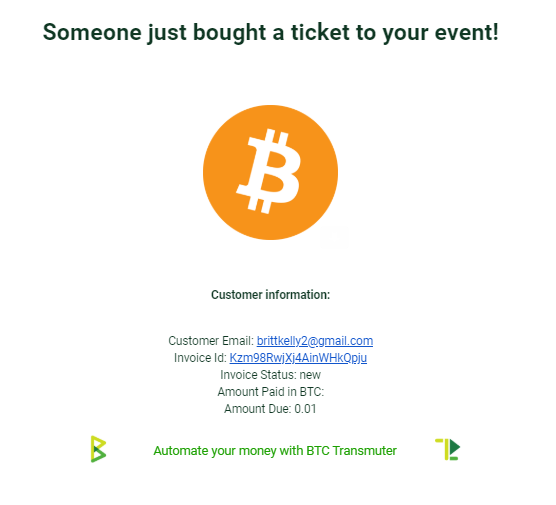 Someone just bought a ticket to your event!
Customer information:
Customer Email: brittkelly2@gmail.com
Invoice Id: Kzm98RwjXj4AinWHkQpju
Invoice Status: new
Amount Paid in BTC:
Amount Due: 0.01
Automate your money with BTC Transmuter